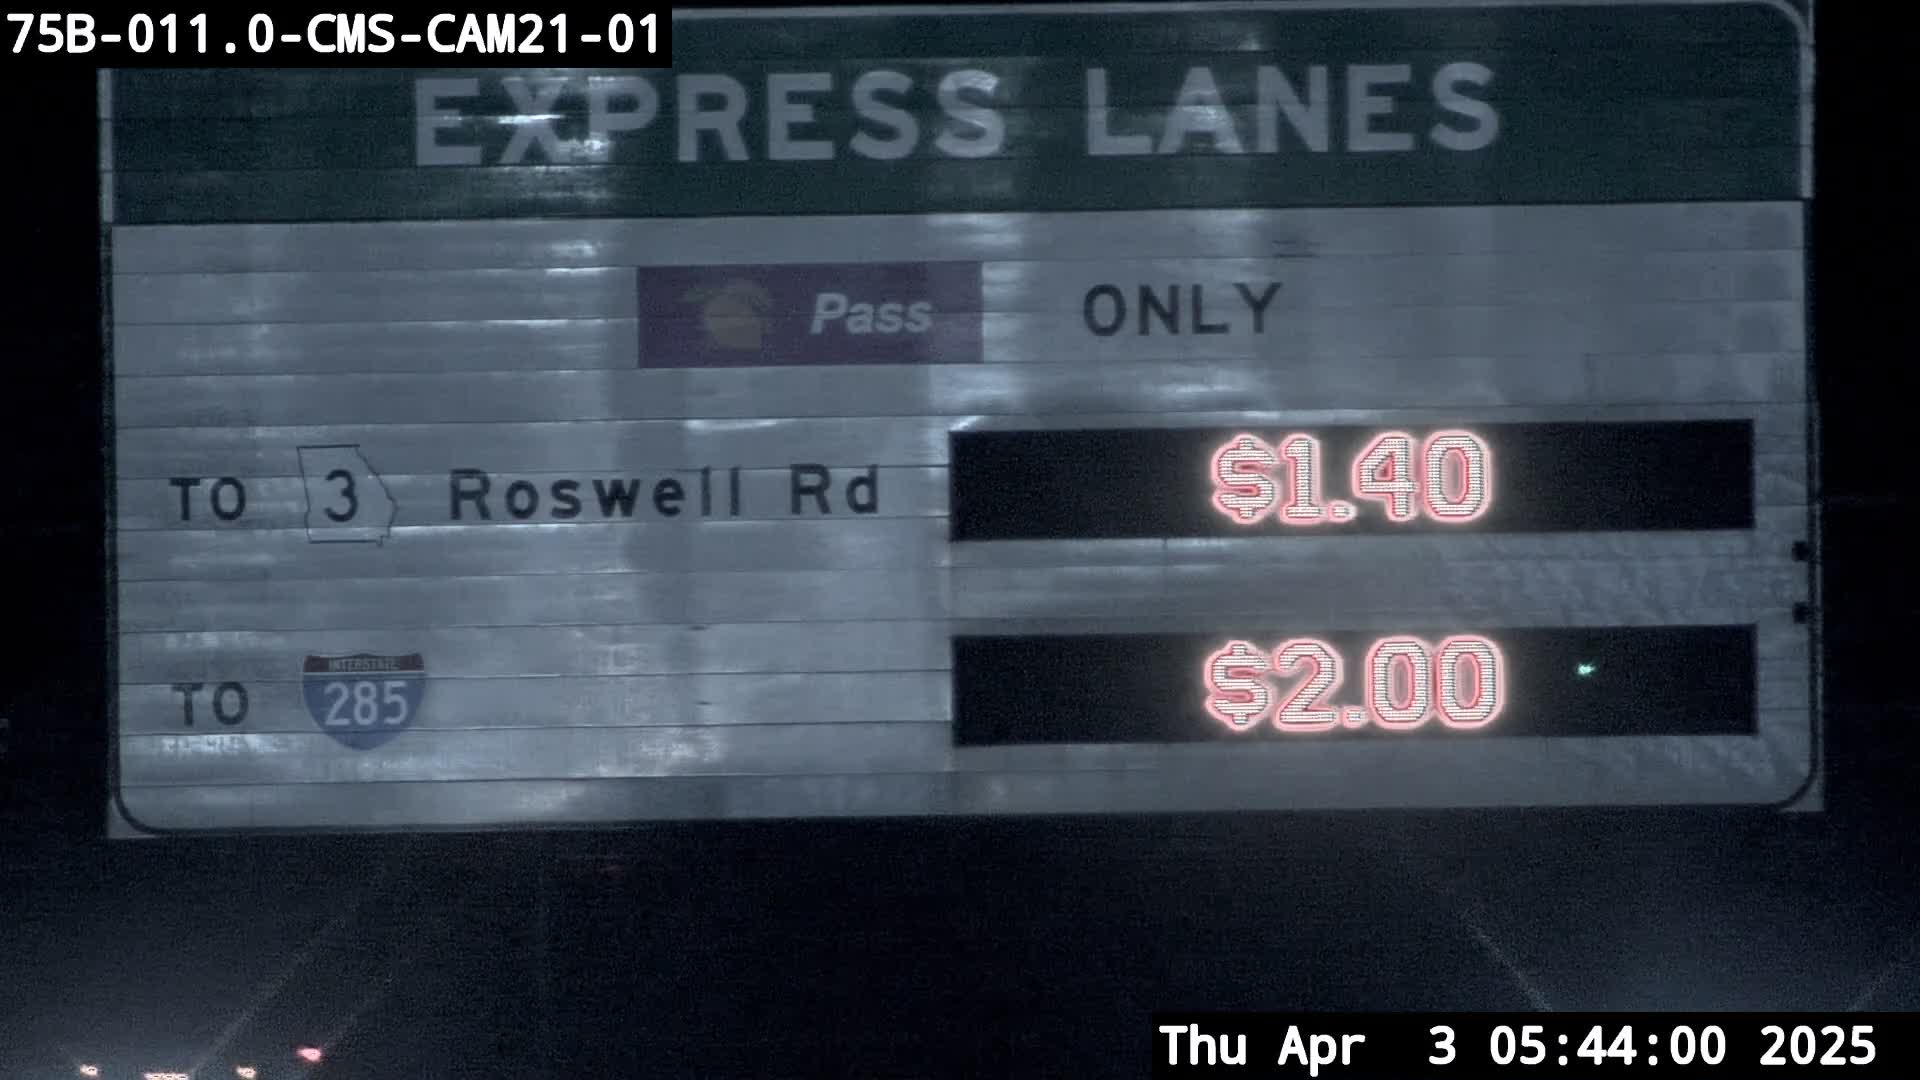 75B-011.0-CMS-CAM21-01
EXPRESS LANES
Pass ONLY
TO 3 Roswell Rd $1.40
INTERSTATE
TO 285 $2.00
Thu Apr 3 05:44:00 2025